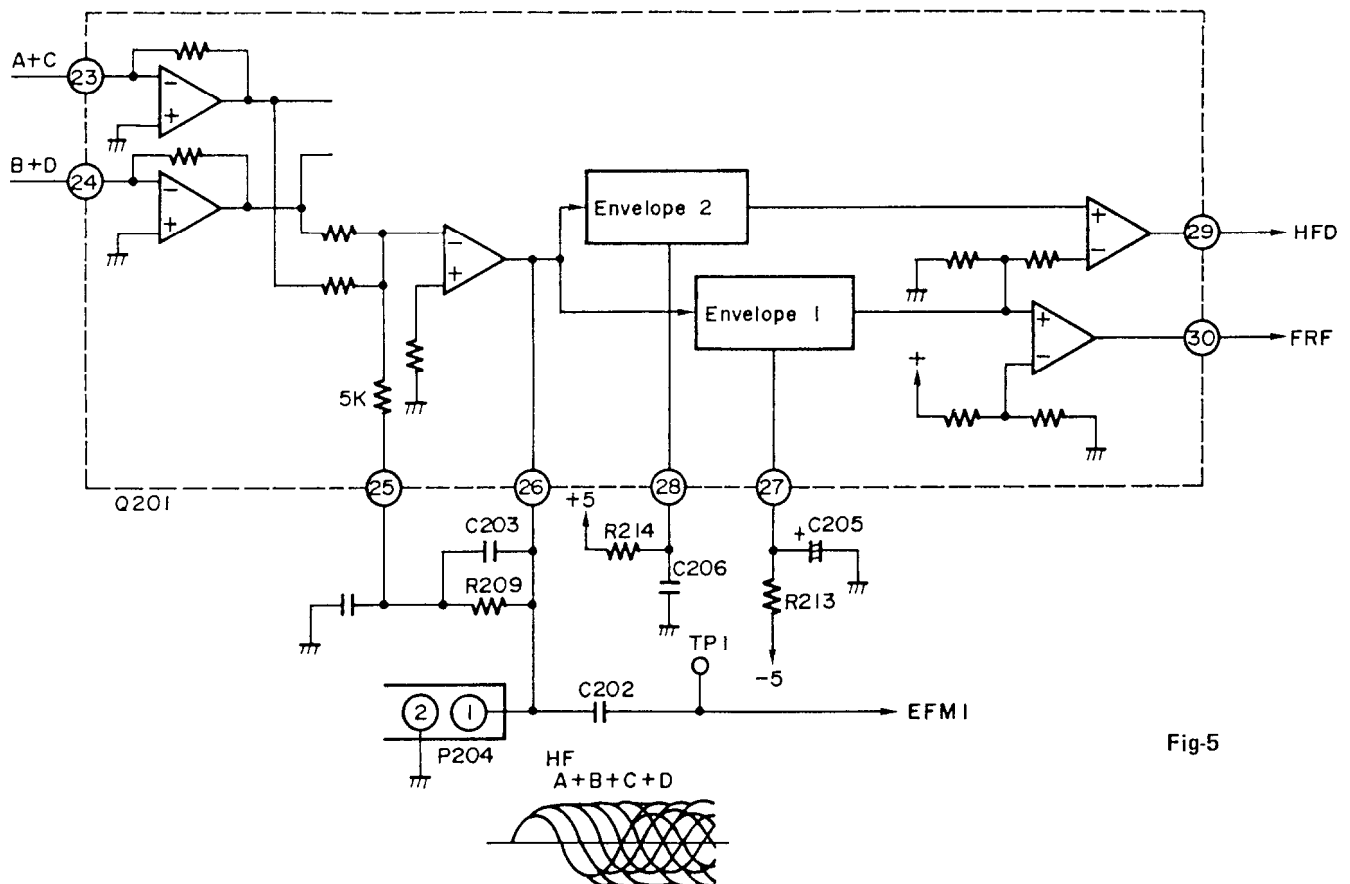 A+C
23
−
+
B+D
24
−
+
Envelope 2
−
+
+
−
29
HFD
Envelope 1
+
−
30
FRF
+
5K
25
26
28
27
Q201
+5
C203
R214
+ C205
C206
R209
R213
TP1
-5
C202
2
1
EFM1
P204
Fig-5
HF
A+B+C+D